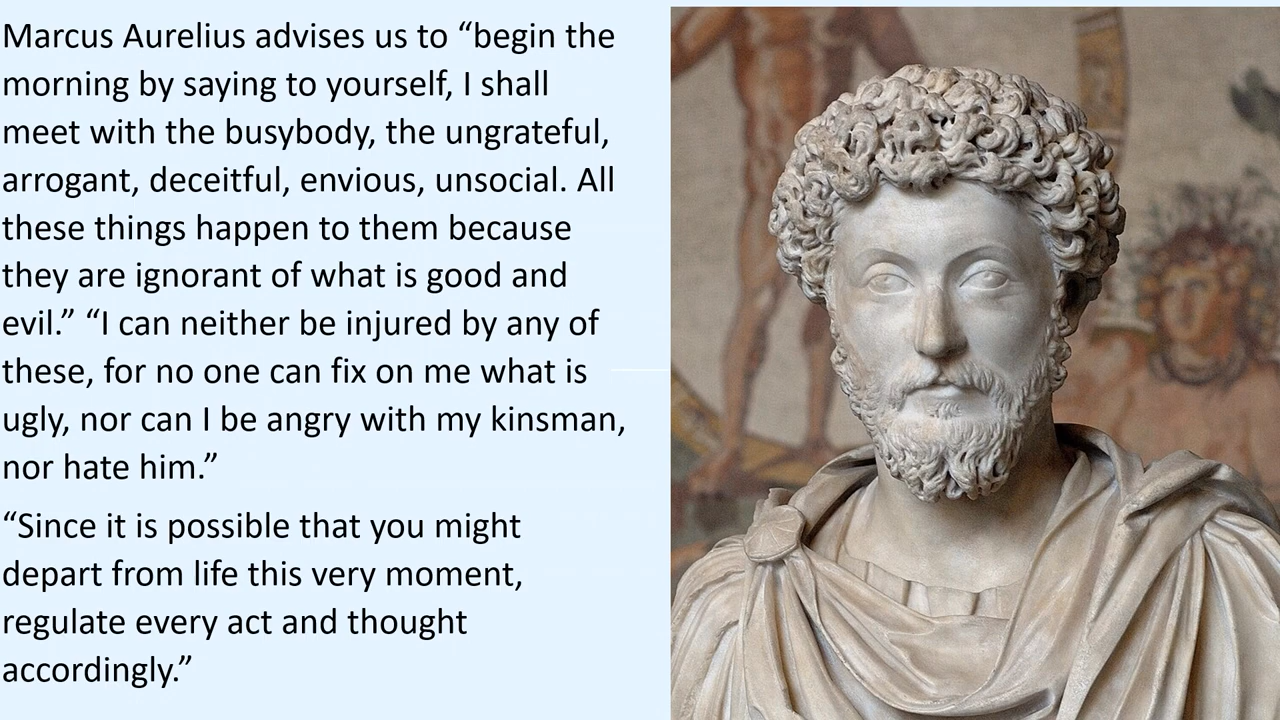 Marcus Aurelius advises us to “begin the
morning by saying to yourself, I shall
meet with the busybody, the ungrateful,
arrogant, deceitful, envious, unsocial. All
these things happen to them because
they are ignorant of what is good and
evil.” “I can neither be injured by any of
these, for no one can fix on me what is
ugly, nor can I be angry with my kinsman,
nor hate him.”
“Since it is possible that you might
depart from life this very moment,
regulate every act and thought
accordingly.”